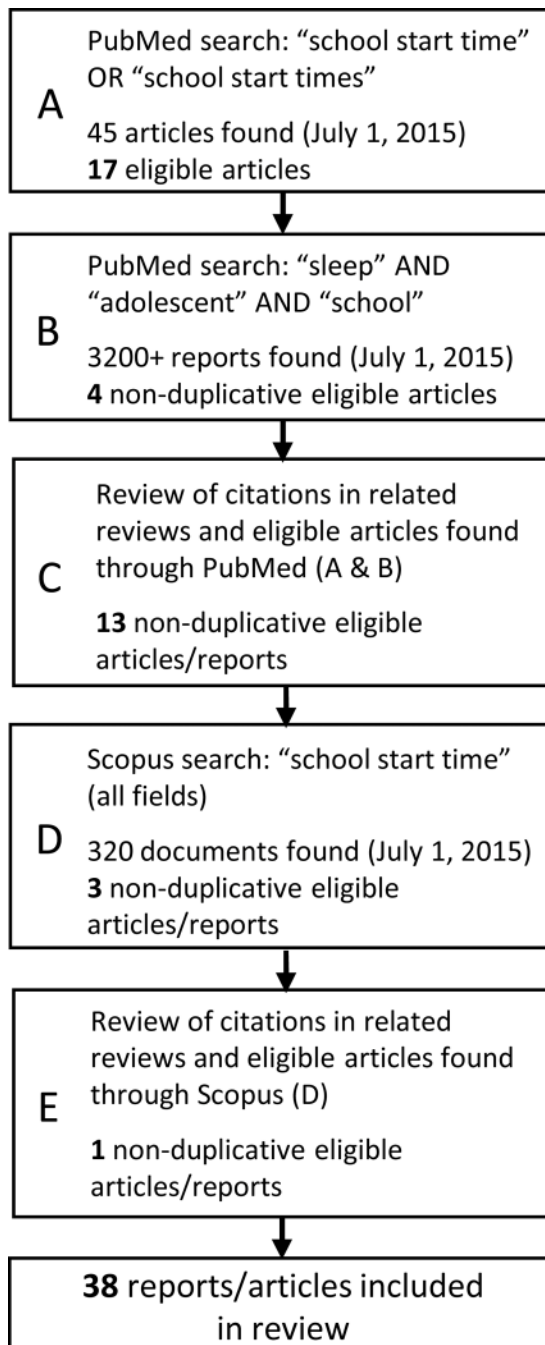 A
PubMed search: “school start time”
OR “school start times”
45 articles found (July 1, 2015)
17 eligible articles
B
PubMed search: “sleep” AND
“adolescent” AND “school”
3200+ reports found (July 1, 2015)
4 non-duplicative eligible articles
C
Review of citations in related
reviews and eligible articles found
through PubMed (A & B)
13 non-duplicative eligible
articles/reports
D
Scopus search: “school start time”
(all fields)
320 documents found (July 1, 2015)
3 non-duplicative eligible
articles/reports
E
Review of citations in related
reviews and eligible articles found
through Scopus (D)
1 non-duplicative eligible
articles/reports
38 reports/articles included
in review